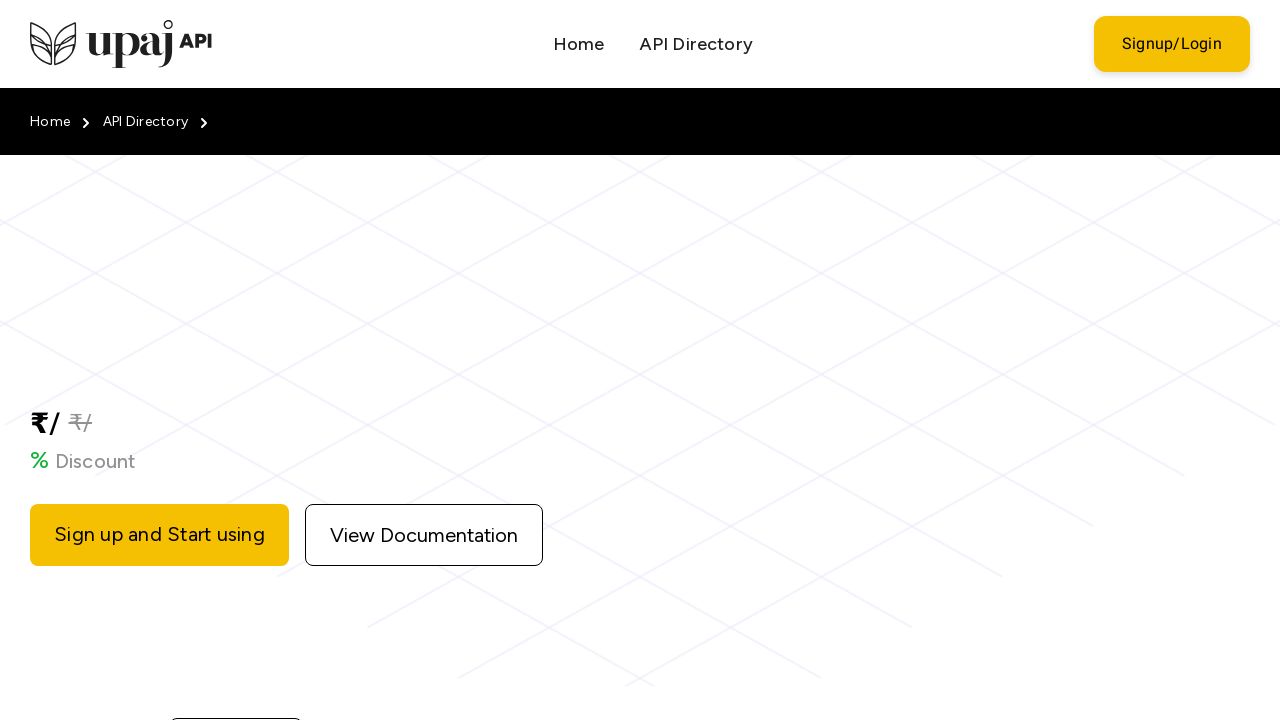 upaj API
Home
API Directory
Signup/Login
Home
API Directory
₹/ ₹/
% Discount
Sign up and Start using
View Documentation